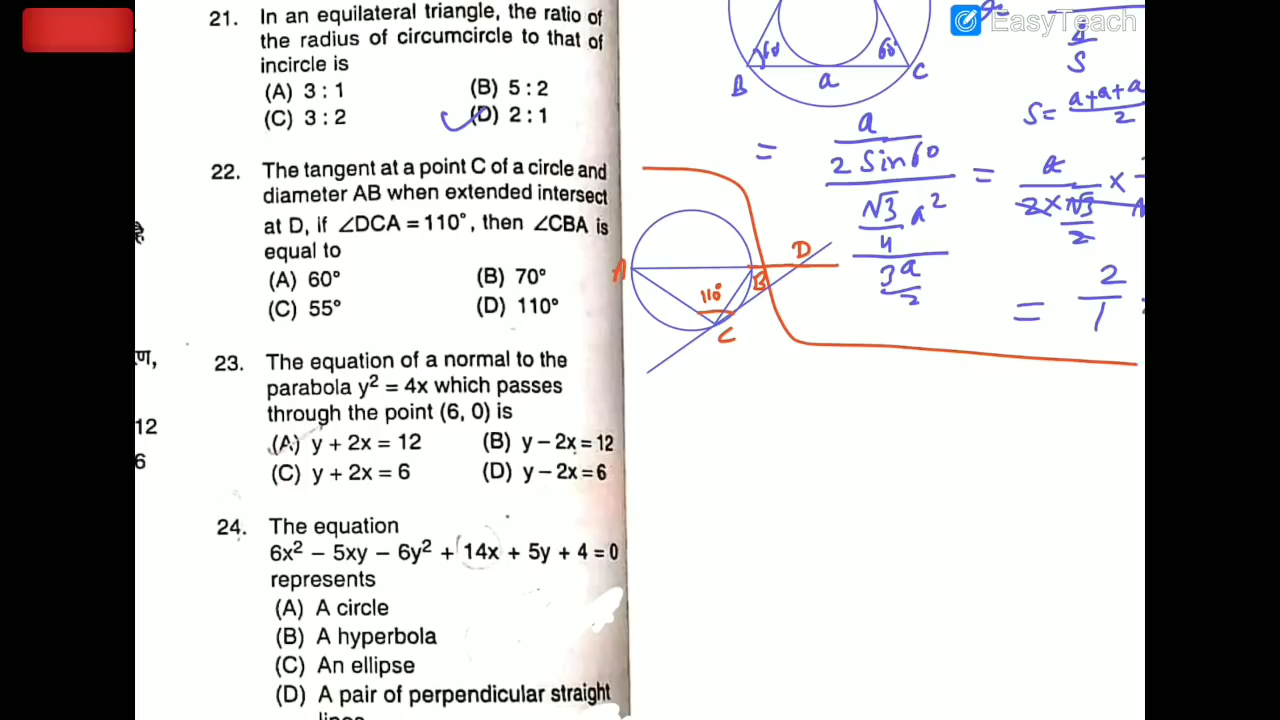 21. In an equilateral triangle, the ratio of
the radius of circumcircle to that of
incircle is
(A) 3 : 1 (B) 5 : 2
(C) 3 : 2 (D) 2 : 1
22. The tangent at a point C of a circle and
diameter AB when extended intersect
at D, if ∠DCA = 110°, then ∠CBA is
equal to
(A) 60° (B) 70°
(C) 55° (D) 110°
ण,
23. The equation of a normal to the
parabola y² = 4x which passes
through the point (6, 0) is
12
(A) y + 2x = 12 (B) y – 2x = 12
6
(C) y + 2x = 6 (D) y – 2x = 6
24. The equation
6x² – 5xy – 6y² + 14x + 5y + 4 = 0
represents
(A) A circle
(B) A hyperbola
(C) An ellipse
(D) A pair of perpendicular straight
EasyTeach
4
S
60° 60°
B a C
S= a+a+a/2
= a / 2 Sin60 / √3/4 a² / 3a/2 = a / 2×√3/2 ×
= 2/1
A B D
110°
C